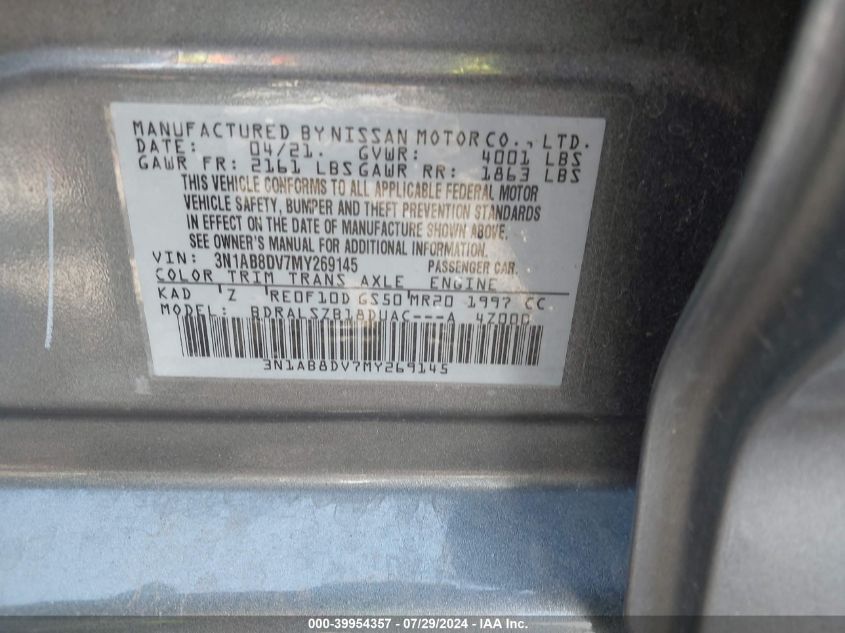 MANUFACTURED BY NISSAN MOTOR CO., LTD.
DATE: 04/21. GVWR: 4001 LBS
GAWR FR: 2161 LBS GAWR RR: 1863 LBS
THIS VEHICLE CONFORMS TO ALL APPLICABLE FEDERAL MOTOR
VEHICLE SAFETY, BUMPER AND THEFT PREVENTION STANDARDS
IN EFFECT ON THE DATE OF MANUFACTURE SHOWN ABOVE.
SEE OWNER'S MANUAL FOR ADDITIONAL INFORMATION.
VIN: 3N1AB8DV7MY269145 PASSENGER CAR.
COLOR TRIM TRANS AXLE ENGINE
KAD Z RE0F10D GS50 MR20 1997 CC
MODEL: BDRALSZB18DUAC---A 4Z000
3N1AB8DV7MY269145
000-39954357 / 07/29/2024 - IAA Inc.